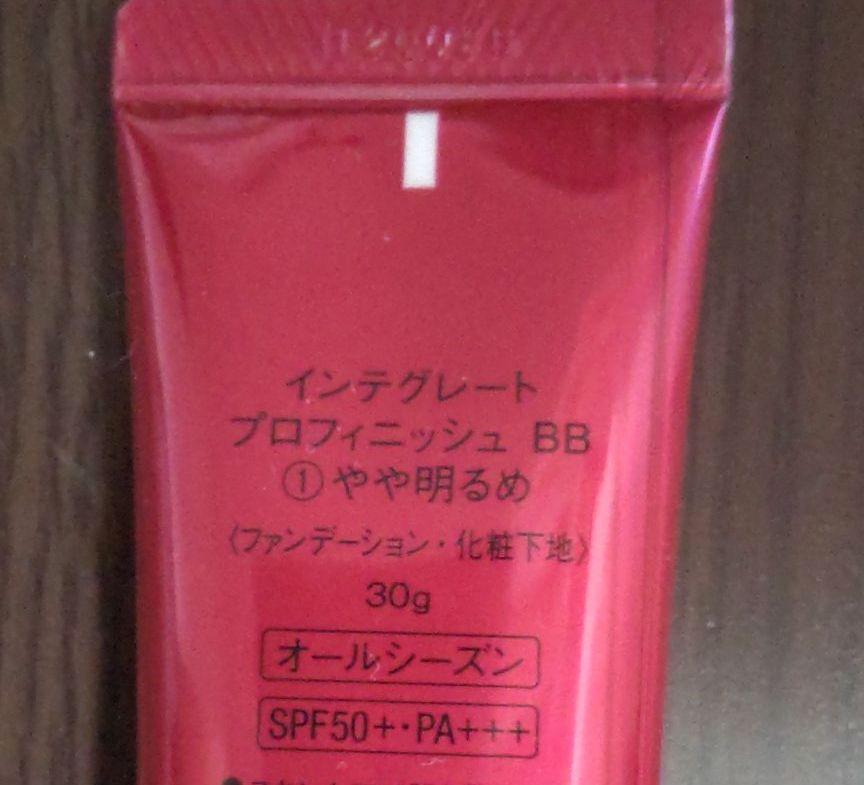 インテグレート
プロフィニッシュ BB
①やや明るめ
〈ファンデーション・化粧下地〉
30g
オールシーズン
SPF50+・PA+++